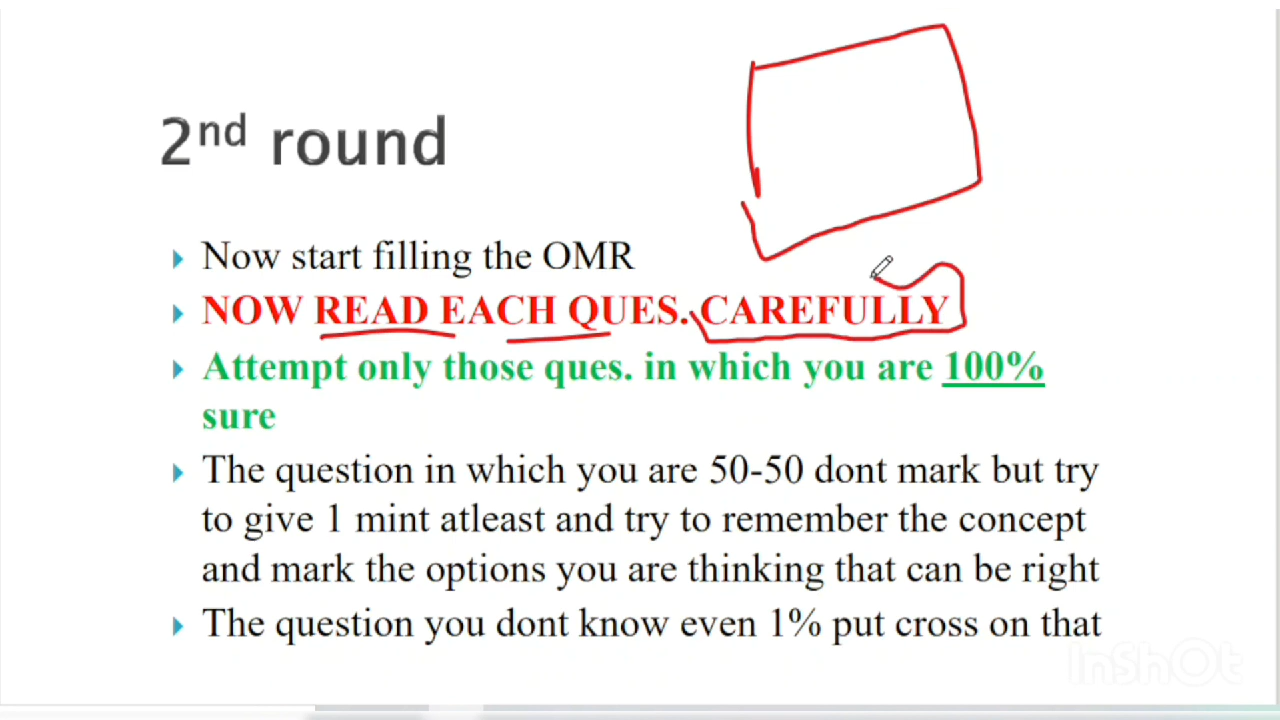 2nd round
Now start filling the OMR
NOW READ EACH QUES. CAREFULLY
Attempt only those ques. in which you are 100%
sure
The question in which you are 50-50 dont mark but try
to give 1 mint atleast and try to remember the concept
and mark the options you are thinking that can be right
The question you dont know even 1% put cross on that
InShOt